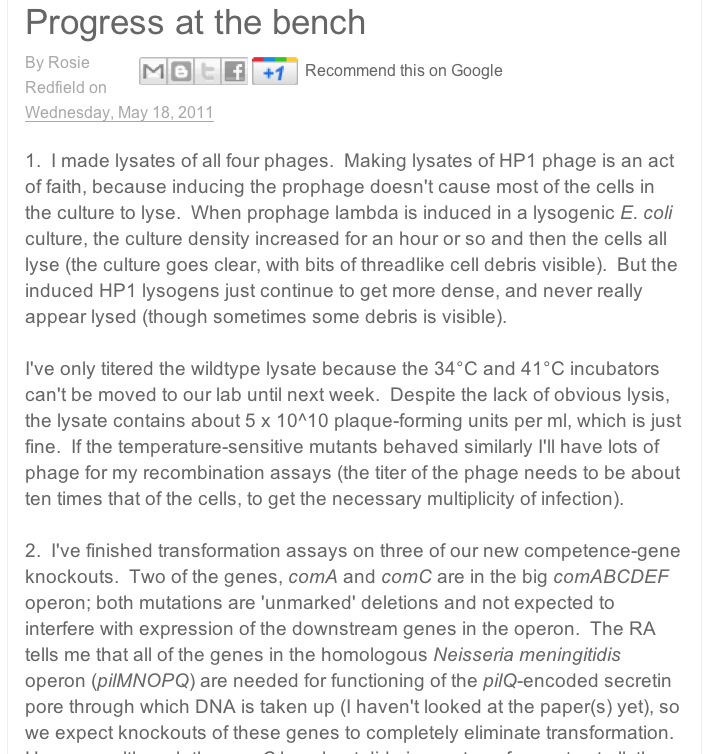 Progress at the bench
By Rosie
Redfield on
Wednesday, May 18, 2011
+1
Recommend this on Google
1. I made lysates of all four phages. Making lysates of HP1 phage is an act
of faith, because inducing the prophage doesn't cause most of the cells in
the culture to lyse. When prophage lambda is induced in a lysogenic E. coli
culture, the culture density increased for an hour or so and then the cells all
lyse (the culture goes clear, with bits of threadlike cell debris visible). But the
induced HP1 lysogens just continue to get more dense, and never really
appear lysed (though sometimes some debris is visible).
I've only titered the wildtype lysate because the 34°C and 41°C incubators
can't be moved to our lab until next week. Despite the lack of obvious lysis,
the lysate contains about 5 x 10^10 plaque-forming units per ml, which is just
fine. If the temperature-sensitive mutants behaved similarly I'll have lots of
phage for my recombination assays (the titer of the phage needs to be about
ten times that of the cells, to get the necessary multiplicity of infection).
2. I've finished transformation assays on three of our new competence-gene
knockouts. Two of the genes, comA and comC are in the big comABCDEF
operon; both mutations are 'unmarked' deletions and not expected to
interfere with expression of the downstream genes in the operon. The RA
tells me that all of the genes in the homologous Neisseria meningitidis
operon (pilMNOPQ) are needed for functioning of the pilQ-encoded secretin
pore through which DNA is taken up (I haven't looked at the paper(s) yet), so
we expect knockouts of these genes to completely eliminate transformation.